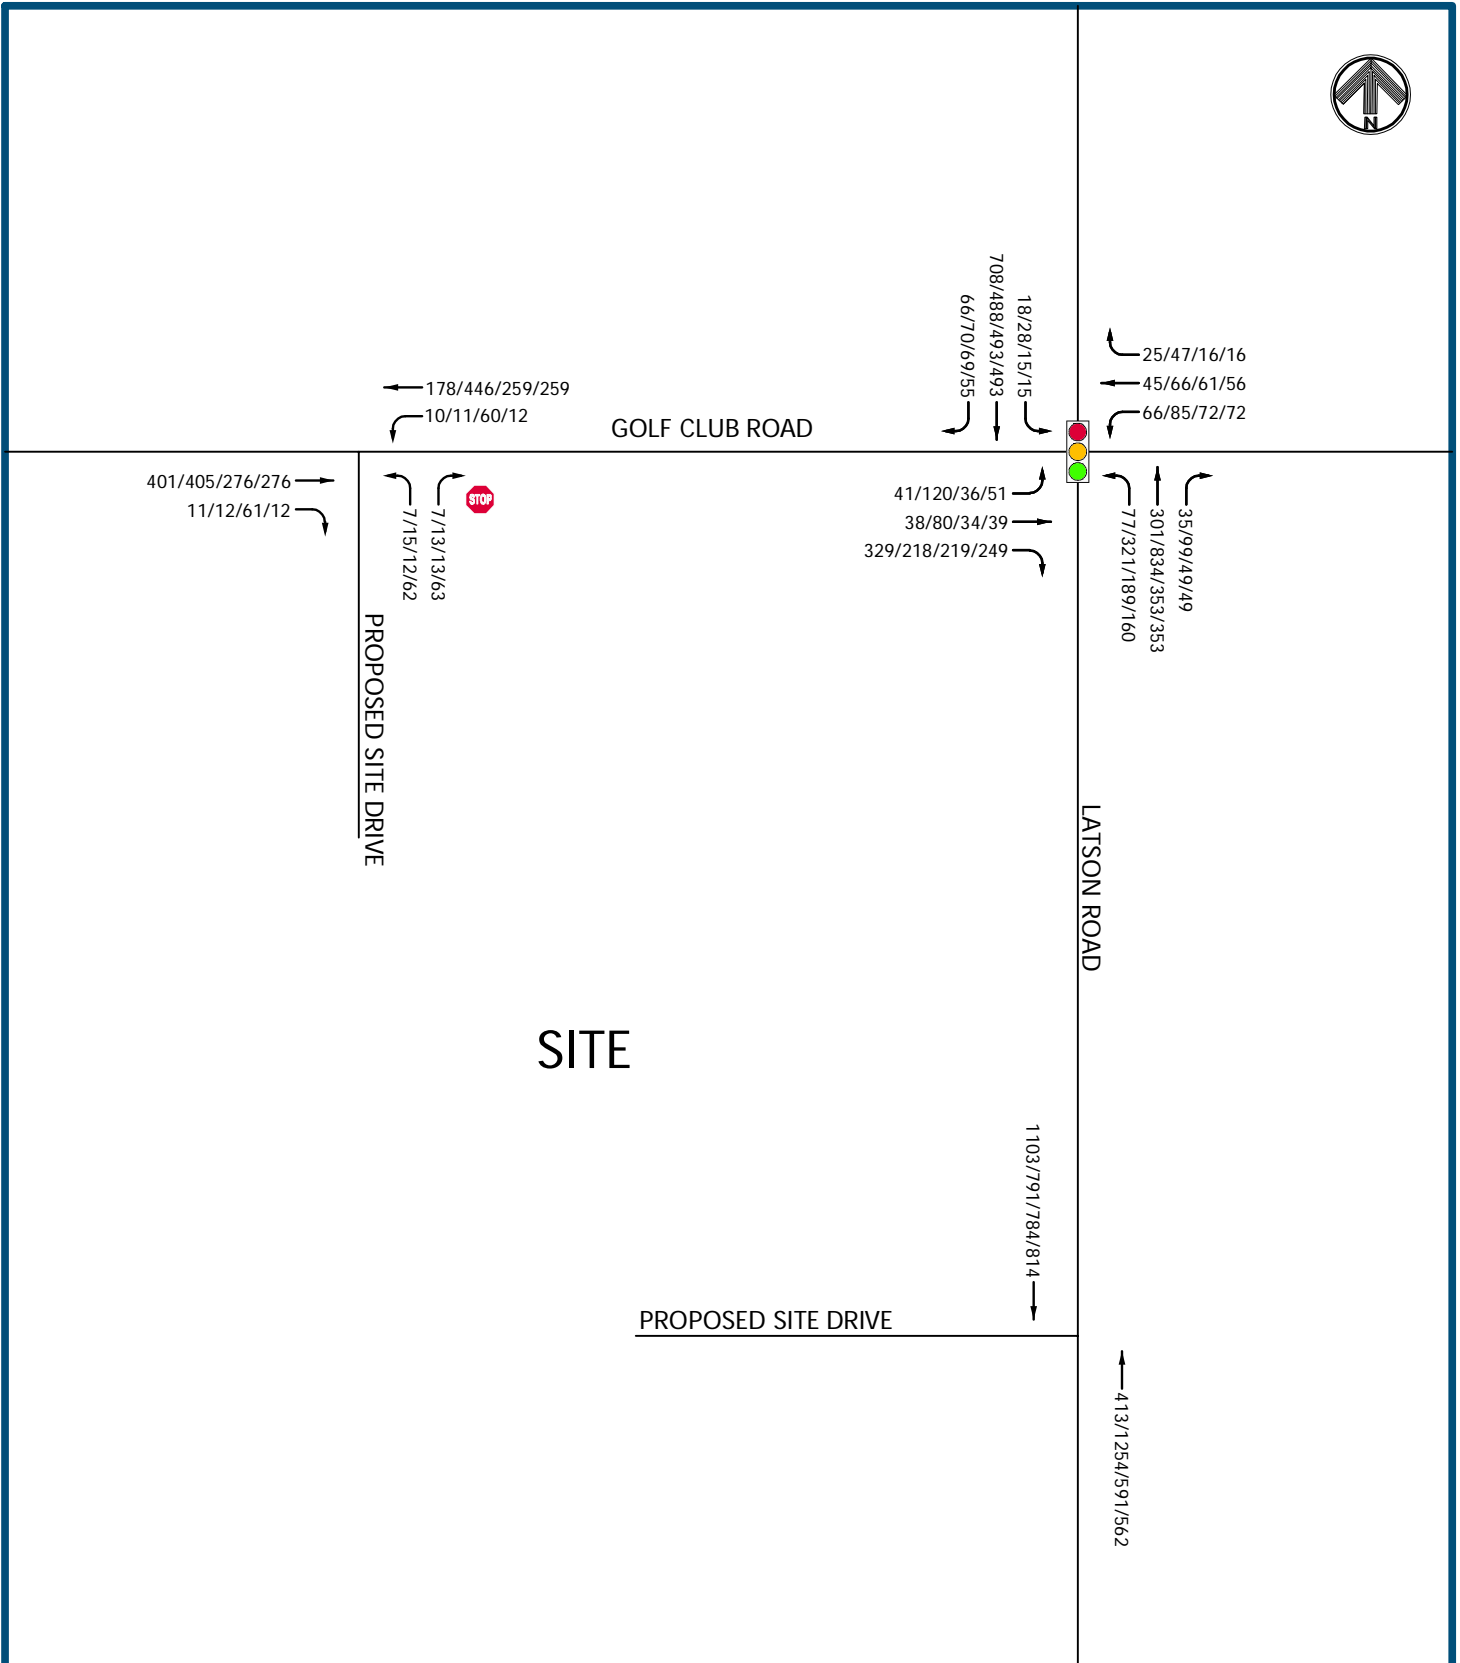 N
708/488/493/493
18/28/15/15
66/70/69/55
25/47/16/16
45/66/61/56
66/85/72/72
178/446/259/259
10/11/60/12
GOLF CLUB ROAD
401/405/276/276
11/12/61/12
STOP
7/15/12/62
7/13/13/63
41/120/36/51
38/80/34/39
329/218/219/249
77/321/189/160
301/834/353/353
35/99/49/49
PROPOSED SITE DRIVE
LATSON ROAD
SITE
1103/791/784/814
PROPOSED SITE DRIVE
413/1254/591/562